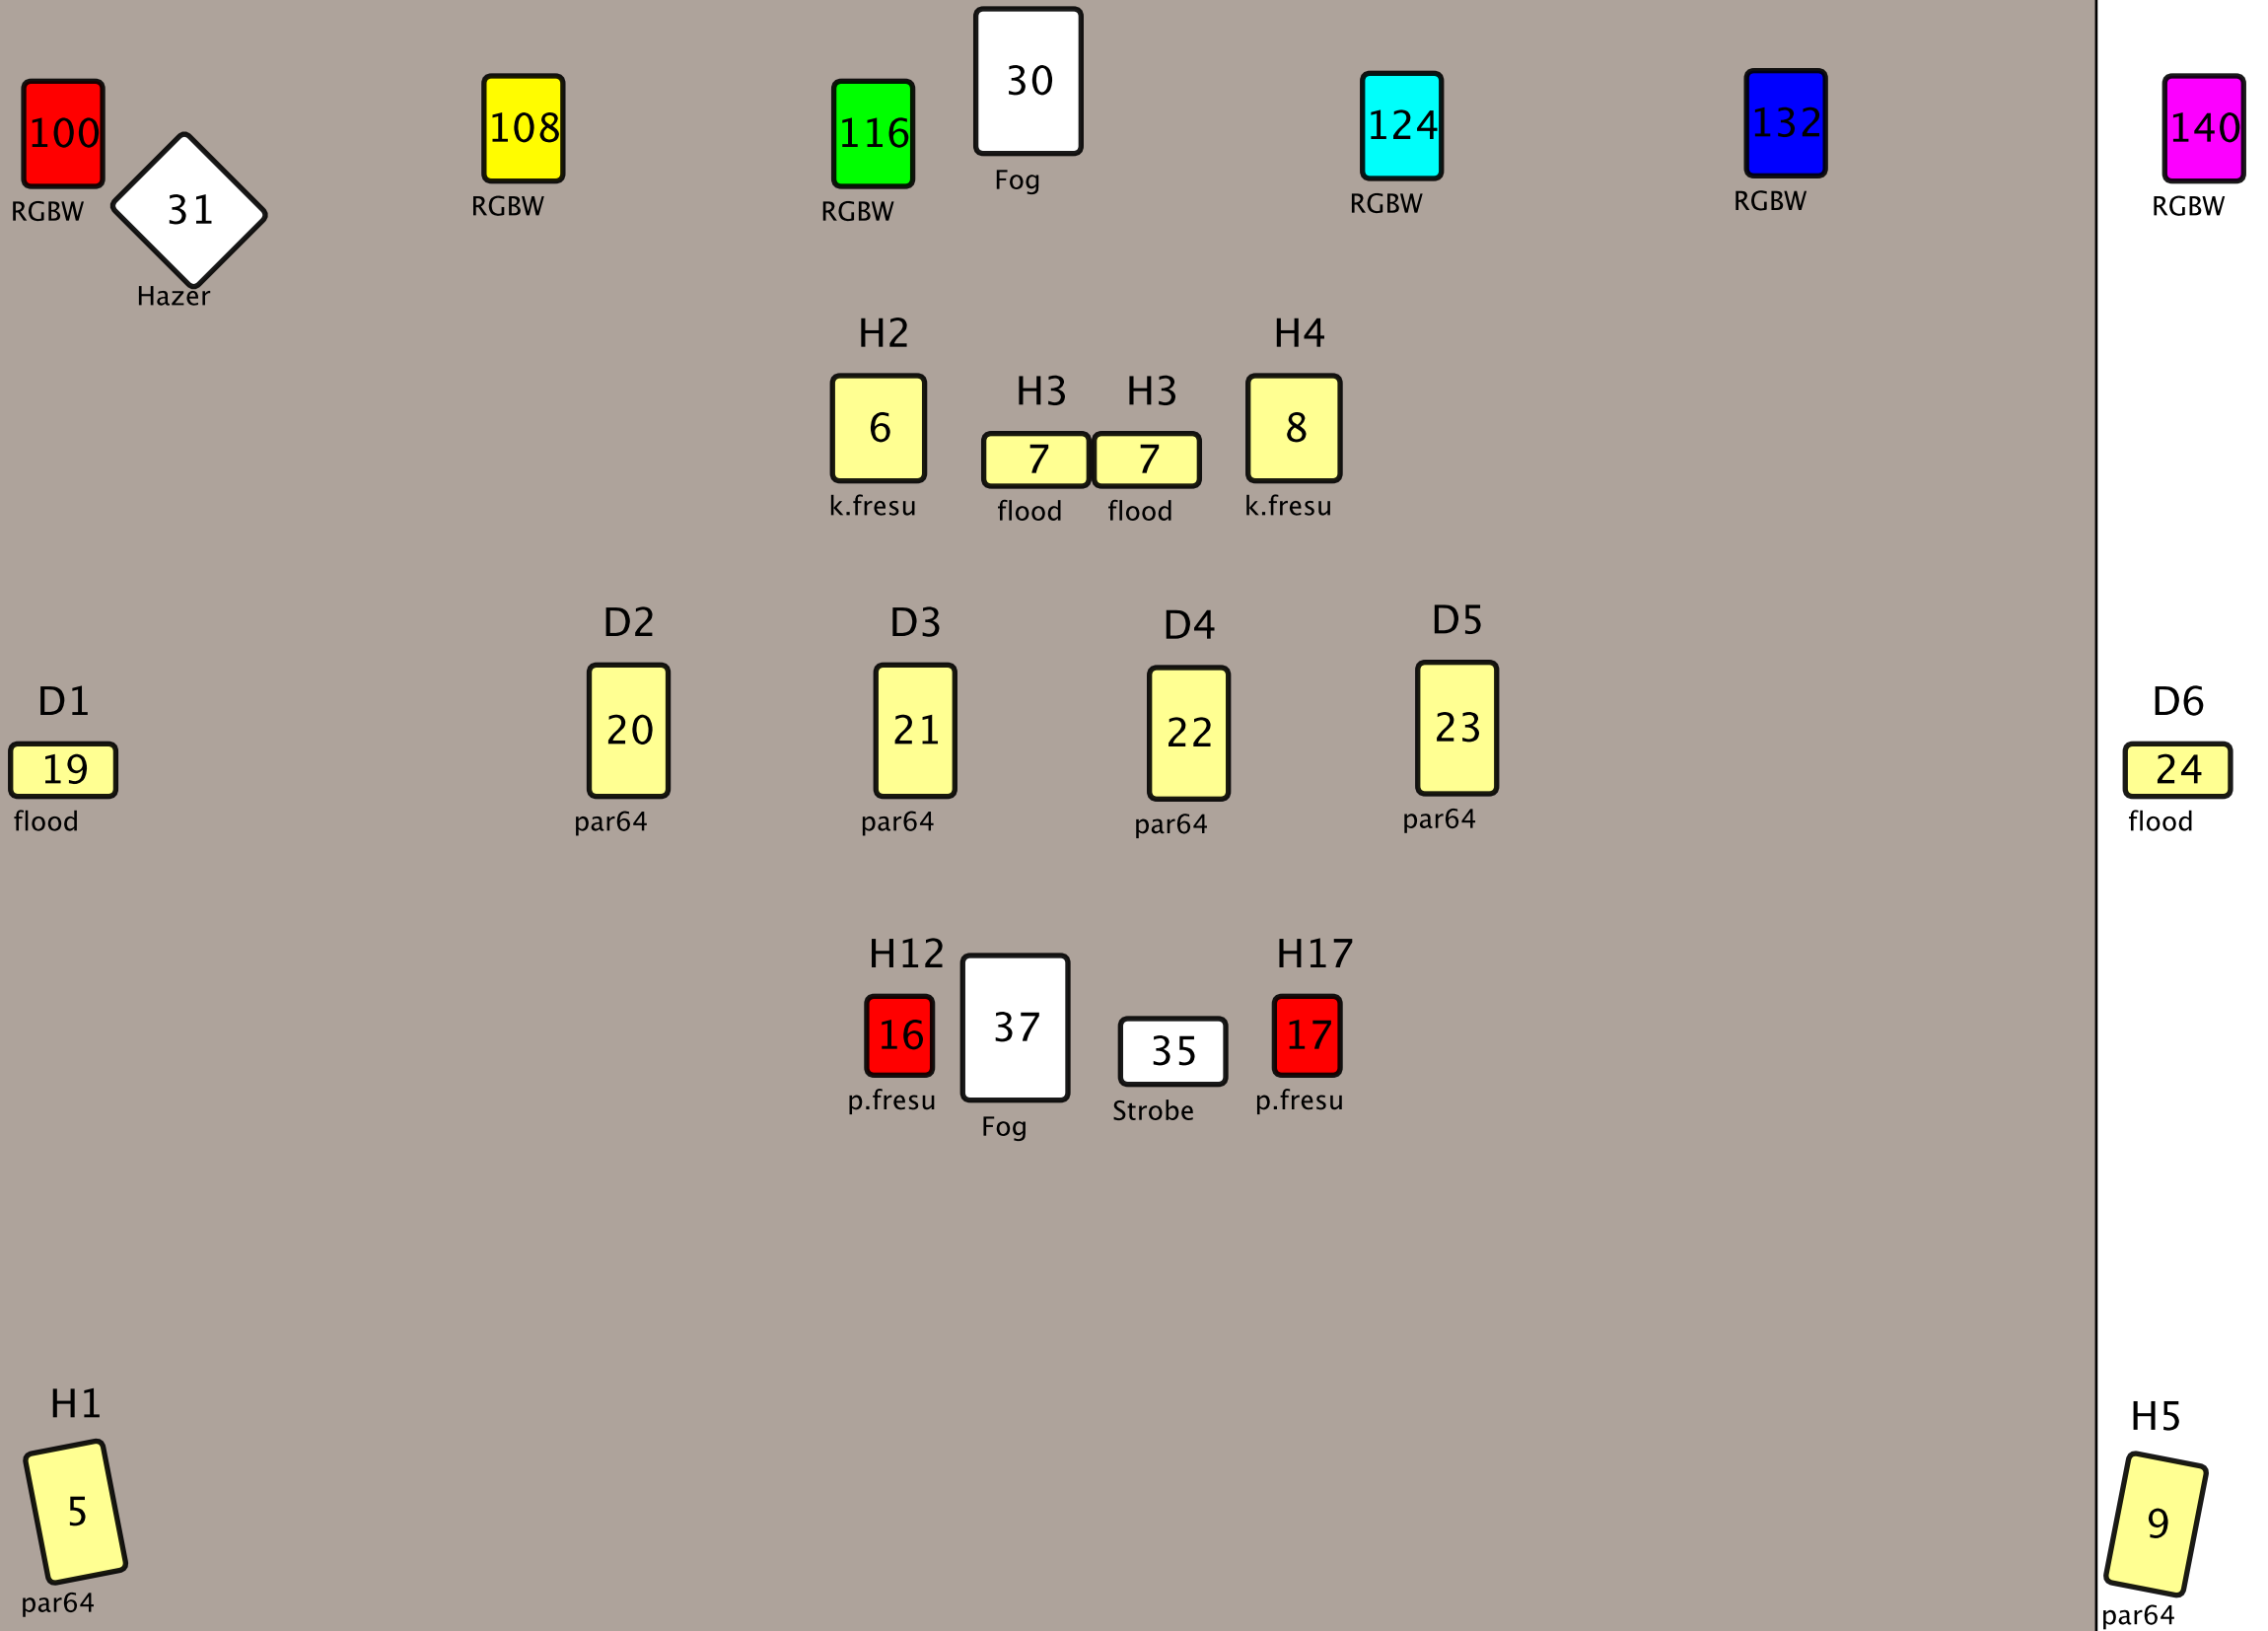 30
100
108
116
124
132
140
Fog
RGBW
31
RGBW
RGBW
RGBW
RGBW
RGBW
Hazer
H2
H4
H3
H3
6
7
7
8
k.fresu
flood
flood
k.fresu
D2
D3
D4
D5
D1
D6
20
21
22
23
19
24
flood
par64
par64
par64
par64
flood
H12
H17
16
37
35
17
p.fresu
Fog
Strobe
p.fresu
H1
H5
5
9
par64
par64